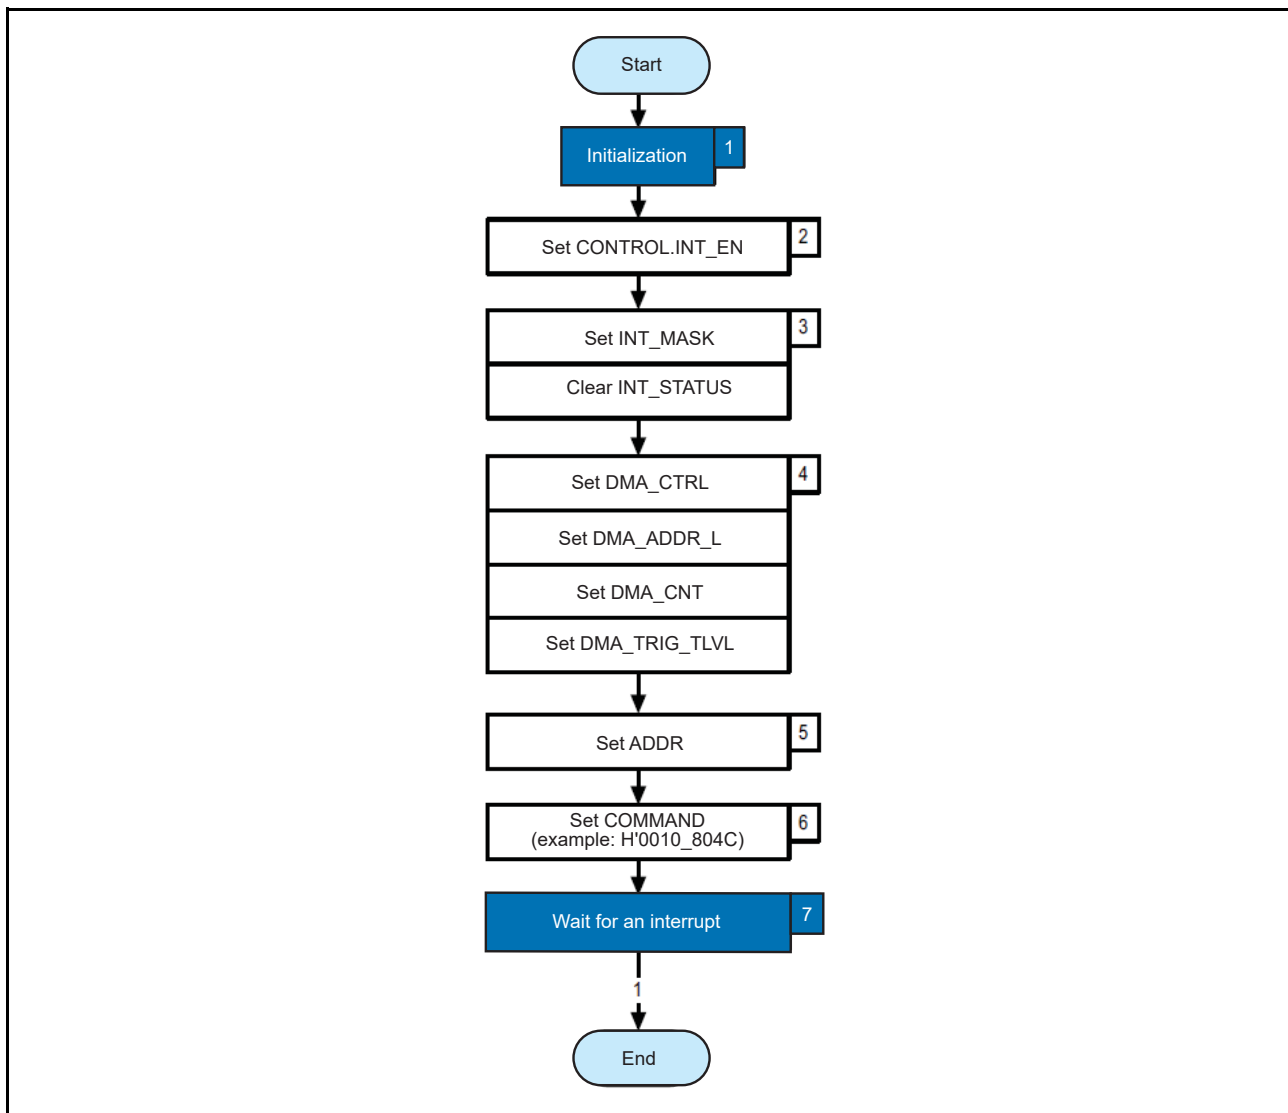 Start
Initialization
1
Set CONTROL.INT_EN
2
Set INT_MASK
3
Clear INT_STATUS
Set DMA_CTRL
4
Set DMA_ADDR_L
Set DMA_CNT
Set DMA_TRIG_TLVL
Set ADDR
5
Set COMMAND
(example: H'0010_804C)
6
Wait for an interrupt
7
1
End